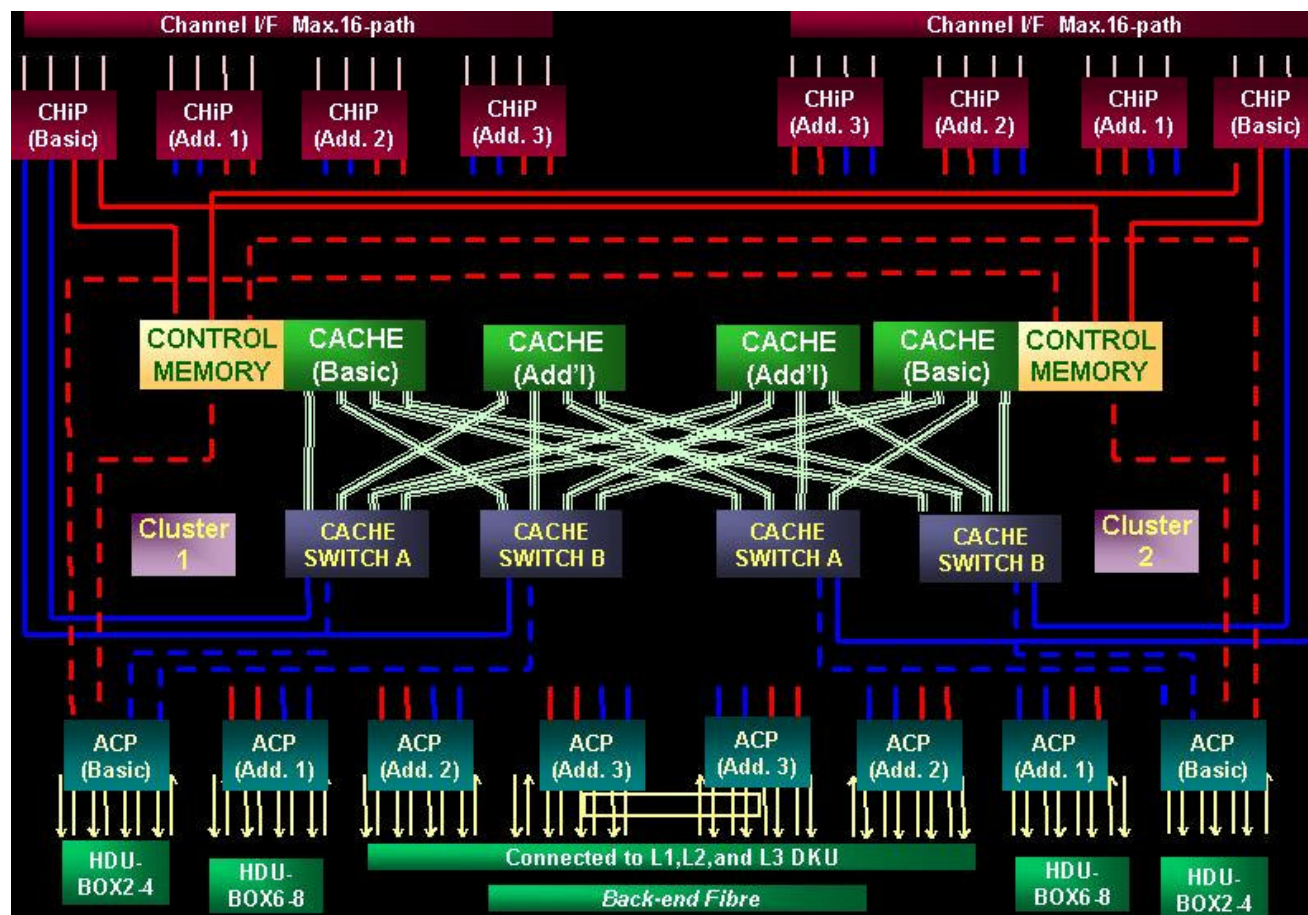 Channel I/F Max.16-path
Channel I/F Max.16-path
CHiP
(Basic)
CHiP
(Add. 1)
CHiP
(Add. 2)
CHiP
(Add. 3)
CHiP
(Add. 3)
CHiP
(Add. 2)
CHiP
(Add. 1)
CHiP
(Basic)
CONTROL
MEMORY
CACHE
(Basic)
CACHE
(Add'l)
CACHE
(Add'l)
CACHE
(Basic)
CONTROL
MEMORY
Cluster
1
CACHE
SWITCH A
CACHE
SWITCH B
CACHE
SWITCH A
CACHE
SWITCH B
Cluster
2
ACP
(Basic)
ACP
(Add. 1)
ACP
(Add. 2)
ACP
(Add. 3)
ACP
(Add. 3)
ACP
(Add. 2)
ACP
(Add. 1)
ACP
(Basic)
HDU-
BOX2-4
HDU-
BOX6-8
Connected to L1,L2,and L3 DKU
Back-end Fibre
HDU-
BOX6-8
HDU-
BOX2-4